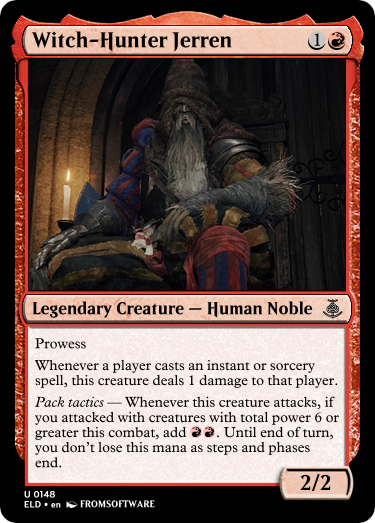 Witch-Hunter Jerren 1
Legendary Creature — Human Noble
Prowess
Whenever a player casts an instant or sorcery
spell, this creature deals 1 damage to that player.
Pack tactics — Whenever this creature attacks, if
you attacked with creatures with total power 6 or
greater this combat, add . Until end of turn,
you don't lose this mana as steps and phases
end.
2/2
U 0148
ELD • en FROMSOFTWARE